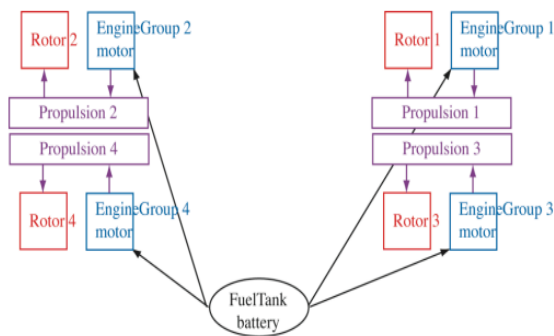 Rotor 2
EngineGroup 2
motor
Rotor 1
EngineGroup 1
motor
Propulsion 2
Propulsion 1
Propulsion 4
Propulsion 3
Rotor 4
EngineGroup 4
motor
Rotor 3
EngineGroup 3
motor
FuelTank
battery